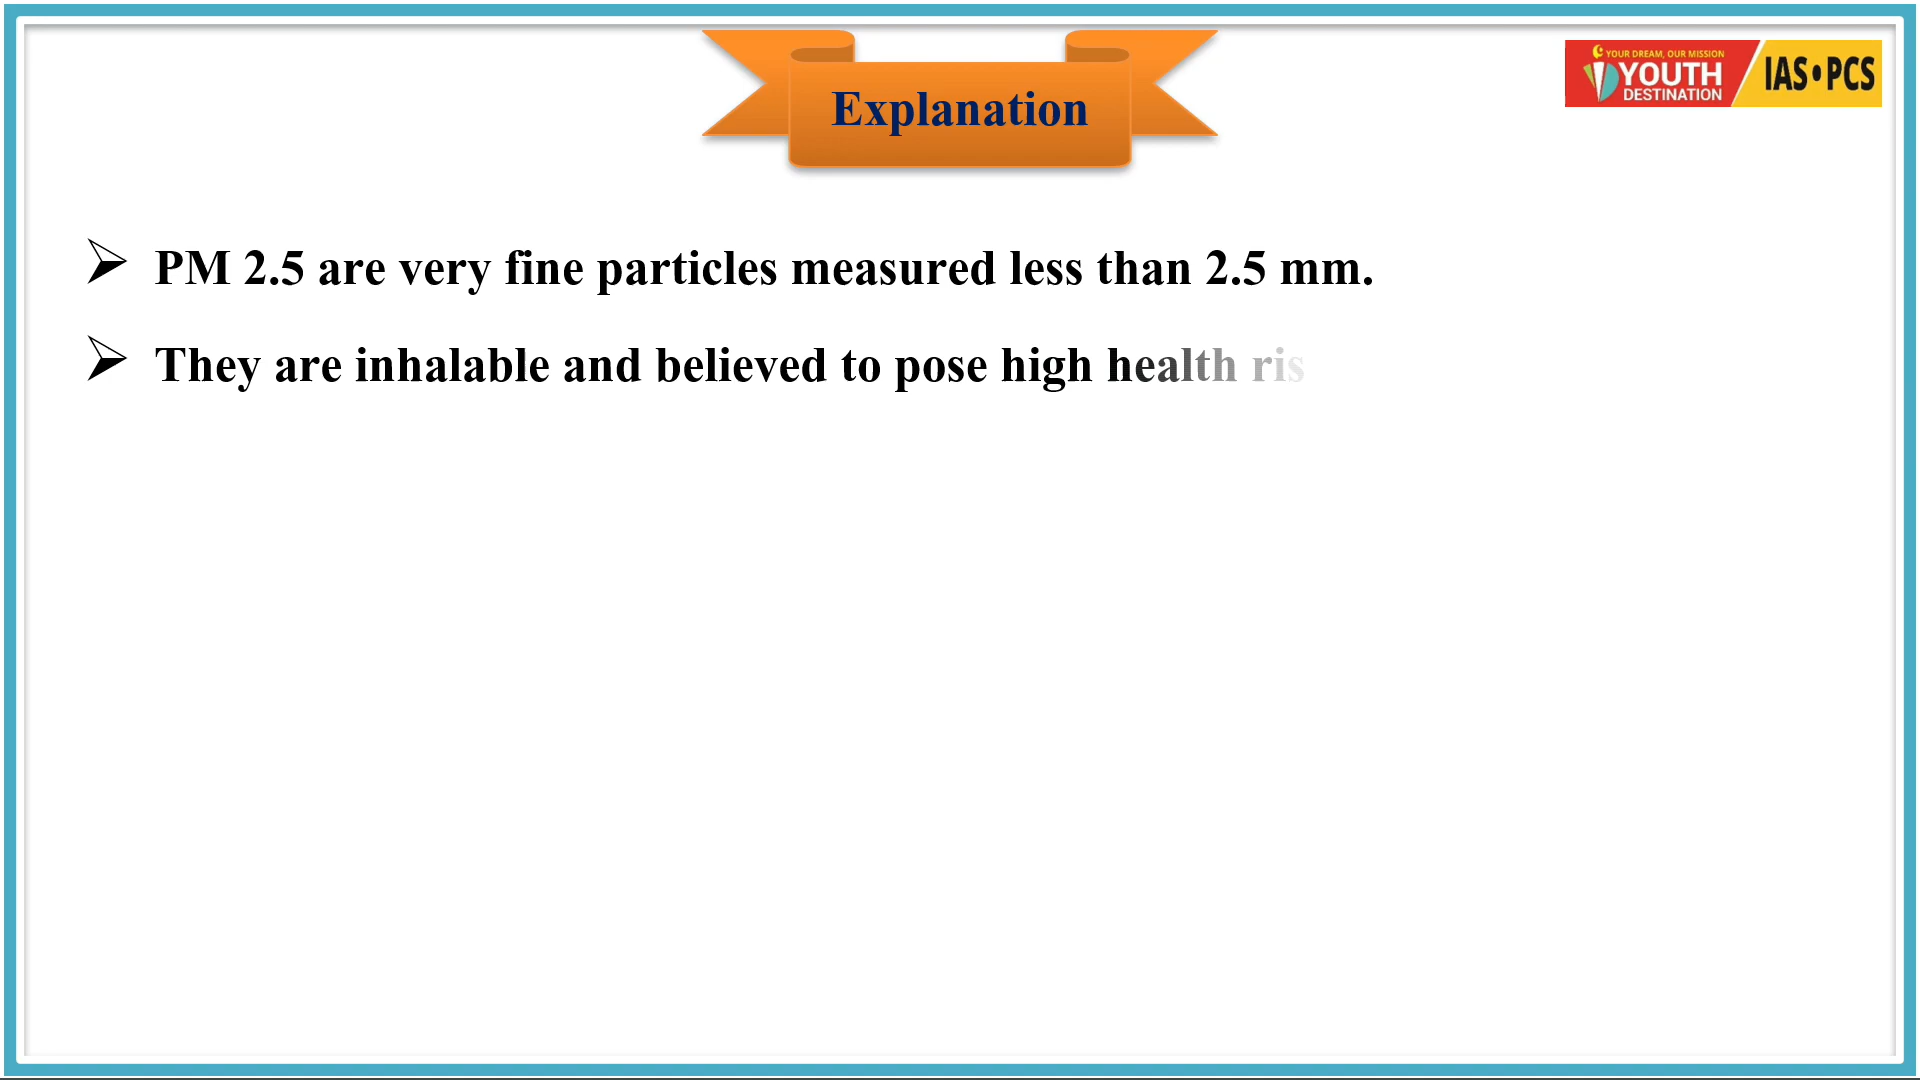 Explanation
YOUR DREAM, OUR MISSION
YOUTH
DESTINATION
IAS•PCS
➢ PM 2.5 are very fine particles measured less than 2.5 mm.
➢ They are inhalable and believed to pose high health ris